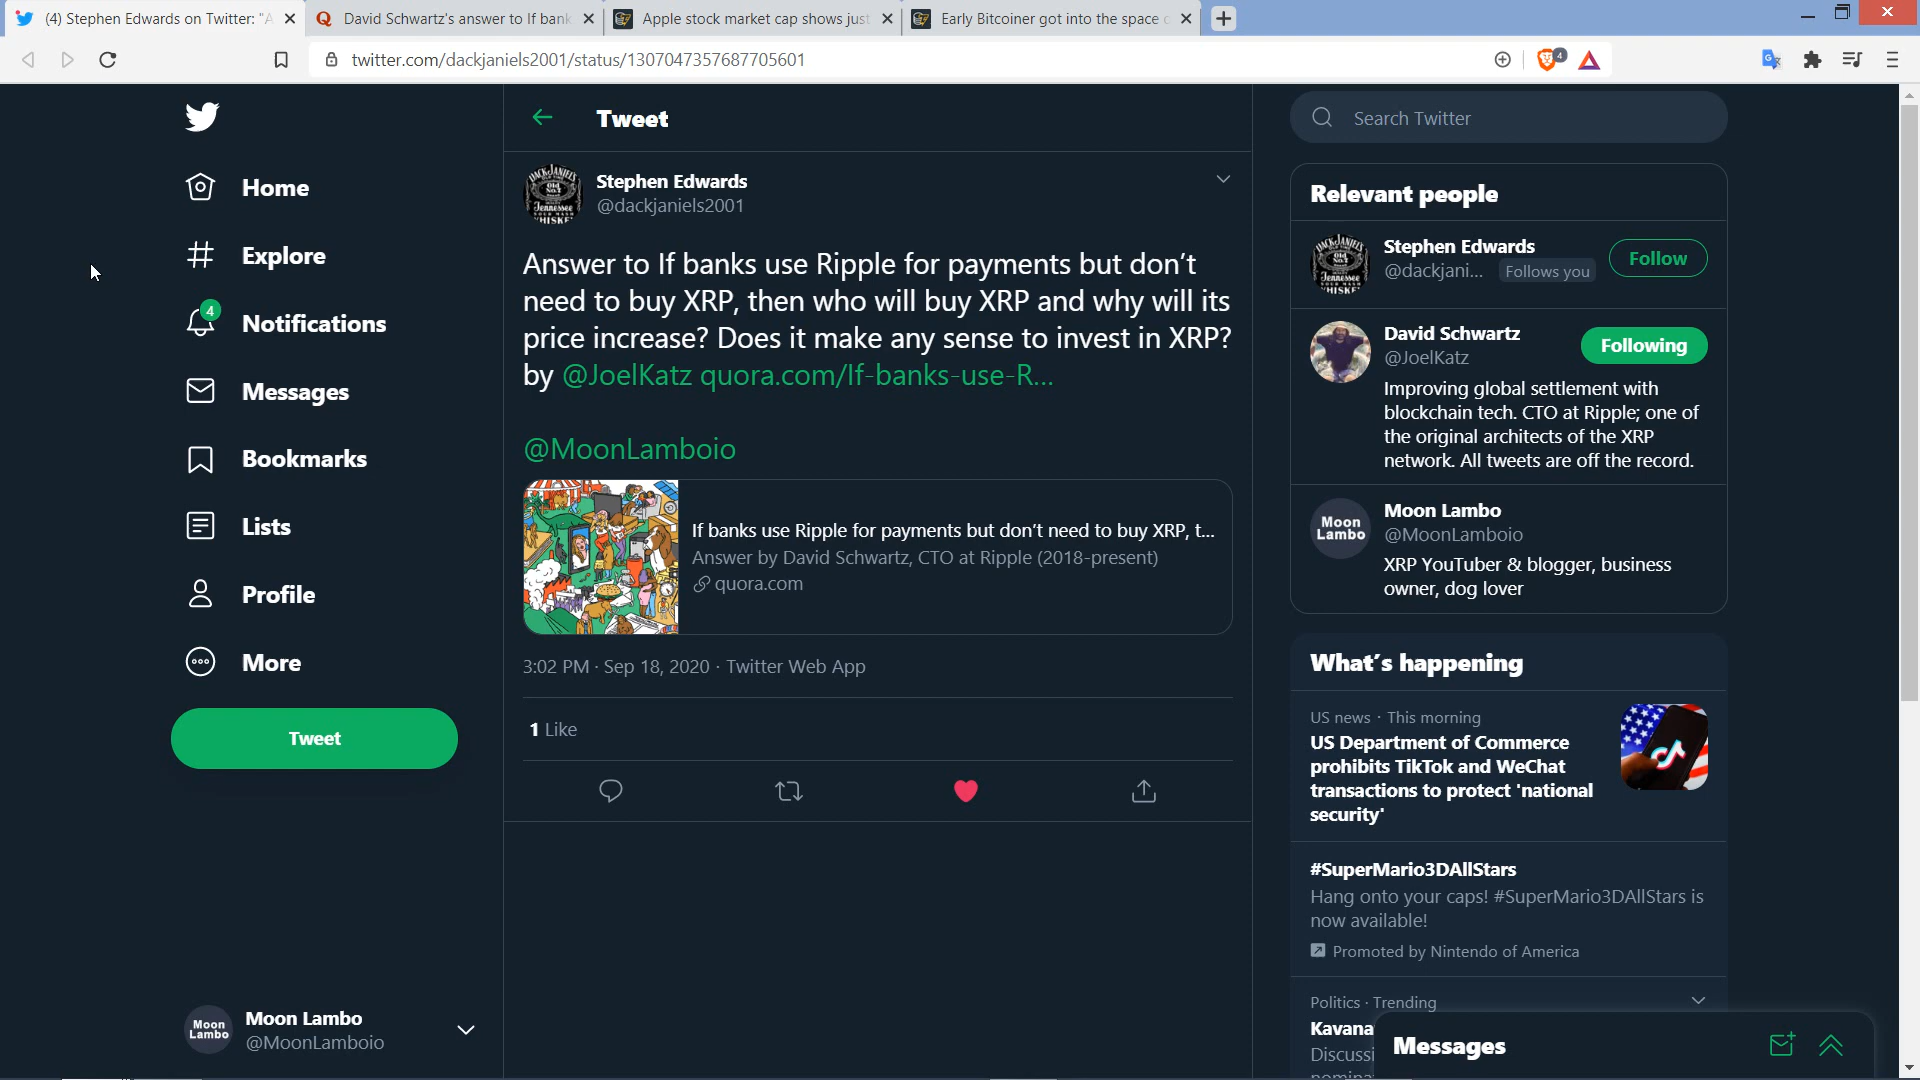 (4) Stephen Edwards on Twitter: "A
David Schwartz's answer to If bank
Apple stock market cap shows just
Early Bitcoiner got into the space
twitter.com/dackjaniels2001/status/1307047357687705601
4
Home
Explore
4
Notifications
Messages
Bookmarks
Lists
Profile
More
Tweet
Moon Lambo
Moon Lambo
@MoonLamboio
Tweet
Stephen Edwards
@dackjaniels2001
Answer to If banks use Ripple for payments but don't
need to buy XRP, then who will buy XRP and why will its
price increase? Does it make any sense to invest in XRP?
by @JoelKatz quora.com/If-banks-use-R...
@MoonLamboio
If banks use Ripple for payments but don't need to buy XRP, t...
Answer by David Schwartz, CTO at Ripple (2018-present)
quora.com
3:02 PM · Sep 18, 2020 · Twitter Web App
1 Like
Search Twitter
Relevant people
Stephen Edwards
@dackjani... Follows you
Follow
David Schwartz
@JoelKatz
Following
Improving global settlement with
blockchain tech. CTO at Ripple; one of
the original architects of the XRP
network. All tweets are off the record.
Moon Lambo
Moon Lambo
@MoonLamboio
XRP YouTuber & blogger, business
owner, dog lover
What's happening
US news · This morning
US Department of Commerce
prohibits TikTok and WeChat
transactions to protect 'national
security'
#SuperMario3DAllStars
Hang onto your caps! #SuperMario3DAllStars is
now available!
Promoted by Nintendo of America
Politics · Trending
Kavana
Discussi
Messages